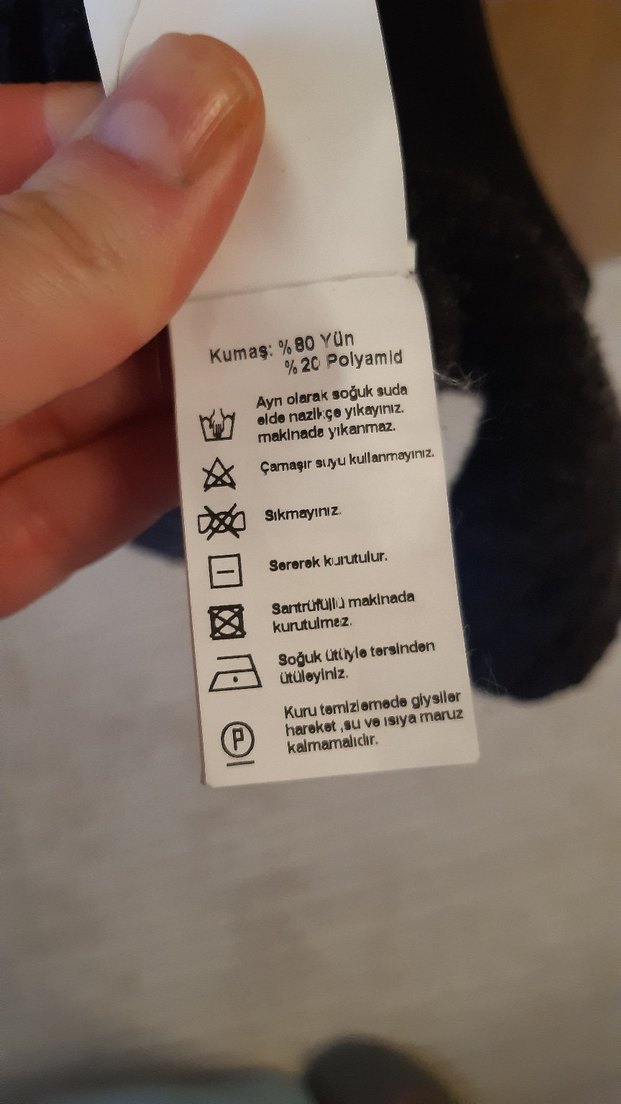 Kumaş: %80 Yün
%20 Polyamid
Ayrı olarak soğuk suda
elde nazikçe yıkayınız.
makinada yıkanmaz.
Çamaşır suyu kullanmayınız.
Sıkmayınız.
Sererek kurutulur.
Santrüfüllü makinada
kurutulmaz.
Soğuk ütüyle tersinden
ütüleyiniz.
P
Kuru temizlemede giysiler
hareket ,su ve ısıya maruz
kalmamalıdır.